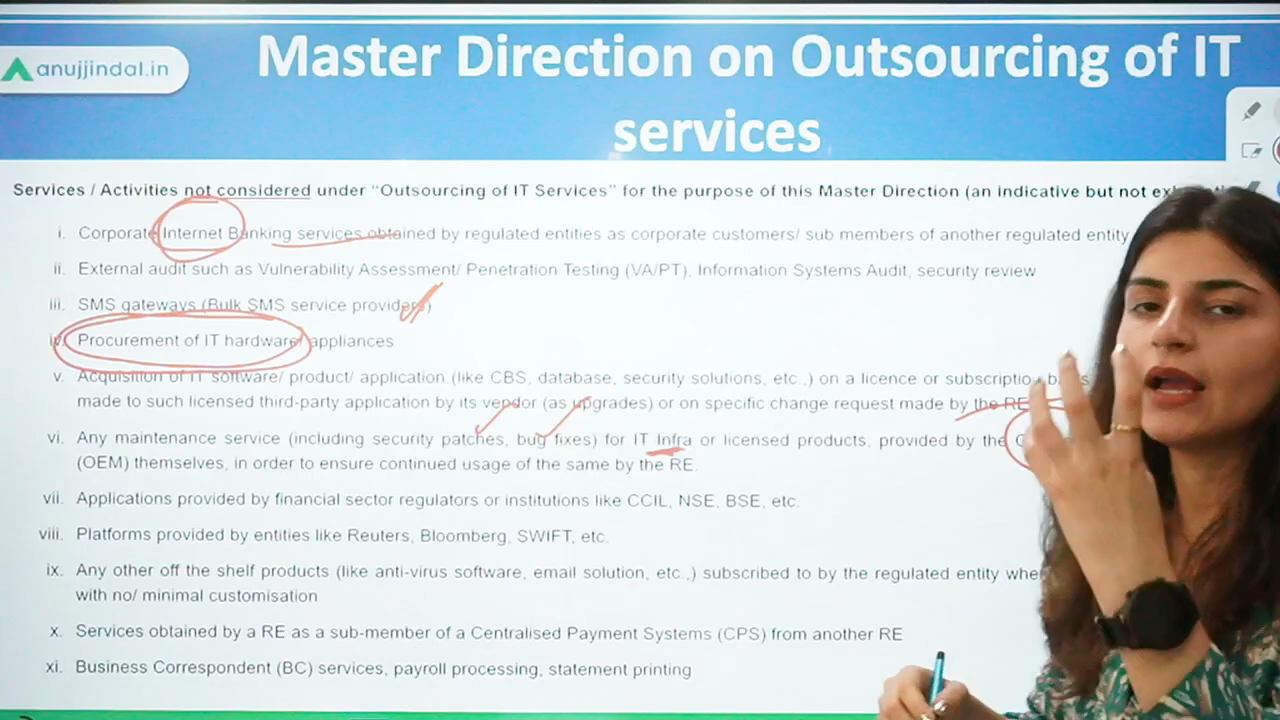 anujjindal.in
Master Direction on Outsourcing of IT
services
Services / Activities not considered under "Outsourcing of IT Services" for the purpose of this Master Direction (an indicative but not
i. Corporate Internet Banking services obtained by regulated entities as corporate customers/ sub members of another regulated entity
ii. External audit such as Vulnerability Assessment/ Penetration Testing (VA/PT), Information Systems Audit, security review
iii. SMS gateways (Bulk SMS service providers)
iv. Procurement of IT hardware/ appliances
v. Acquisition of IT software/ product/ application (like CBS, database, security solutions, etc.,) on a licence or subscription
made to such licensed third-party application by its vendor (as upgrades) or on specific change request made by the RE
vi. Any maintenance service (including security patches, bug fixes) for IT Infra or licensed products, provided by the
(OEM) themselves, in order to ensure continued usage of the same by the RE.
vii. Applications provided by financial sector regulators or institutions like CCIL, NSE, BSE, etc.
viii. Platforms provided by entities like Reuters, Bloomberg, SWIFT, etc.
ix. Any other off the shelf products (like anti-virus software, email solution, etc.,) subscribed to by the regulated entity
with no/ minimal customisation
x. Services obtained by a RE as a sub-member of a Centralised Payment Systems (CPS) from another RE
xi. Business Correspondent (BC) services, payroll processing, statement printing